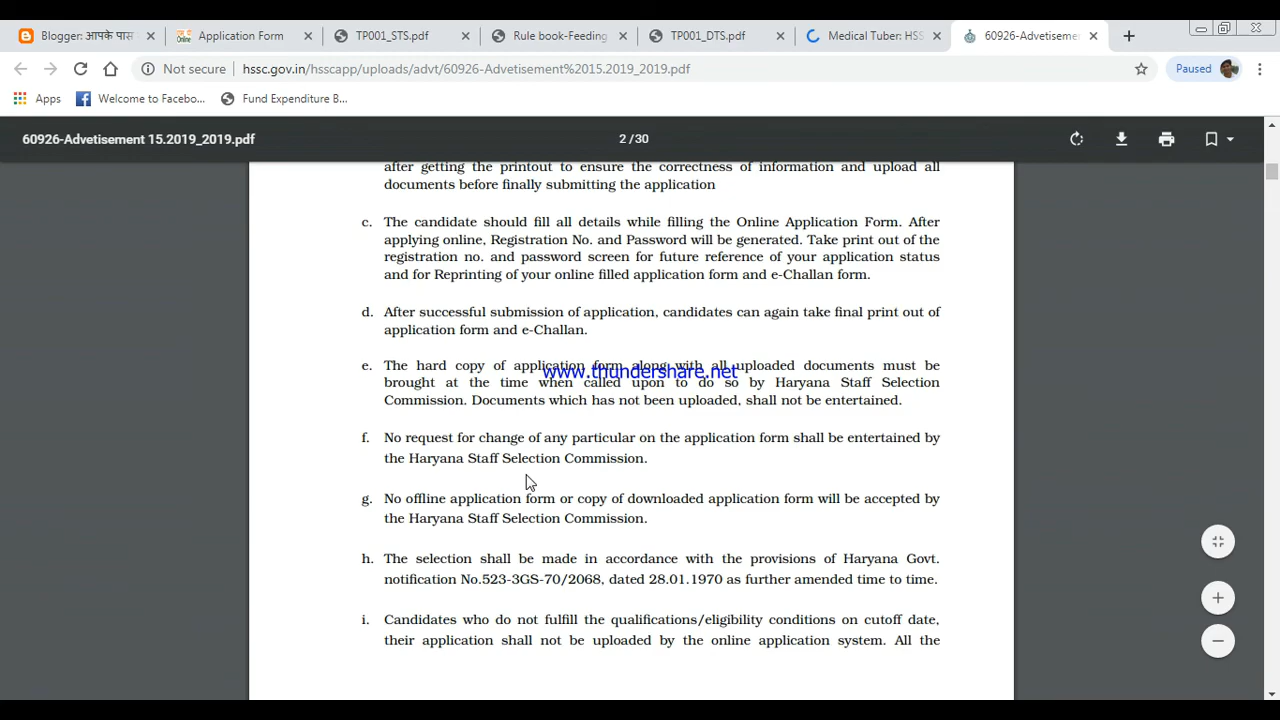 Blogger: आपके पास
Application Form
TP001_STS.pdf
Rule book-Feeding
TP001_DTS.pdf
Medical Tuber: HSS
60926-Advetiseme
Not secure
hssc.gov.in/hsscapp/uploads/advt/60926-Advetisement%2015.2019_2019.pdf
Paused
Apps
Welcome to Facebo...
Fund Expenditure B...
60926-Advetisement 15.2019_2019.pdf
2 / 30
after getting the printout to ensure the correctness of information and upload all
documents before finally submitting the application
c. The candidate should fill all details while filling the Online Application Form. After
applying online, Registration No. and Password will be generated. Take print out of the
registration no. and password screen for future reference of your application status
and for Reprinting of your online filled application form and e-Challan form.
d. After successful submission of application, candidates can again take final print out of
application form and e-Challan.
e. The hard copy of application form along with all uploaded documents must be
www.thundershare.net
brought at the time when called upon to do so by Haryana Staff Selection
Commission. Documents which has not been uploaded, shall not be entertained.
f. No request for change of any particular on the application form shall be entertained by
the Haryana Staff Selection Commission.
g. No offline application form or copy of downloaded application form will be accepted by
the Haryana Staff Selection Commission.
h. The selection shall be made in accordance with the provisions of Haryana Govt.
notification No.523-3GS-70/2068, dated 28.01.1970 as further amended time to time.
i. Candidates who do not fulfill the qualifications/eligibility conditions on cutoff date,
their application shall not be uploaded by the online application system. All the